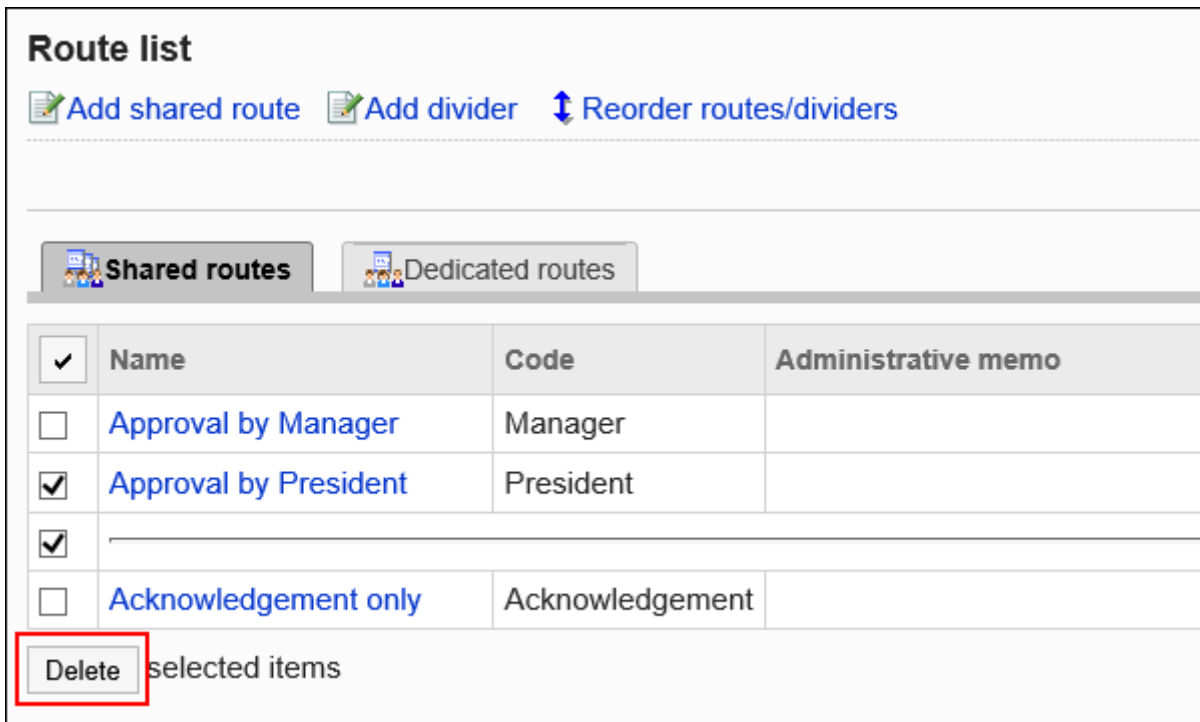 Route list
Add shared route Add divider Reorder routes/dividers
Shared routes Dedicated routes
Name Code Administrative memo
Approval by Manager Manager
Approval by President President
Acknowledgement only Acknowledgement
Delete selected items